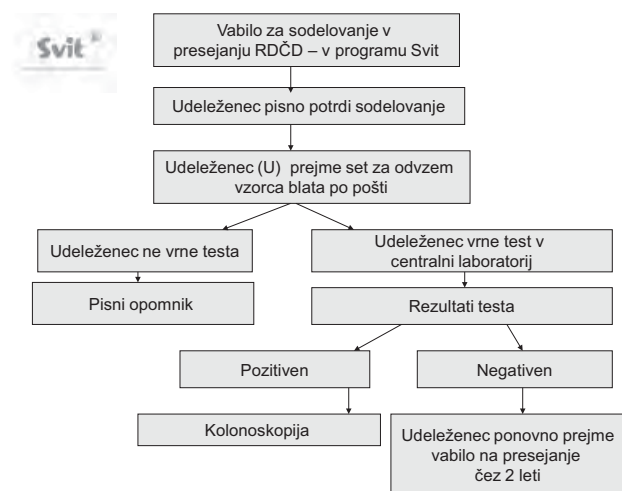 Svit
Vabilo za sodelovanje v
presejanju RDČD – v programu Svit
Udeleženec pisno potrdi sodelovanje
Udeleženec (U) prejme set za odvzem
vzorca blata po pošti
Udeleženec ne vrne testa
Udeleženec vrne test v
centralni laboratorij
Pisni opomnik
Rezultati testa
Pozitiven
Negativen
Kolonoskopija
Udeleženec ponovno prejme
vabilo na presejanje
čez 2 leti